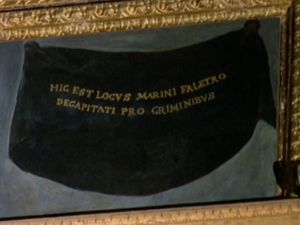 HIC EST LOCVS MARINI FALETRO
DECAPITATI PRO CRIMINIBVS